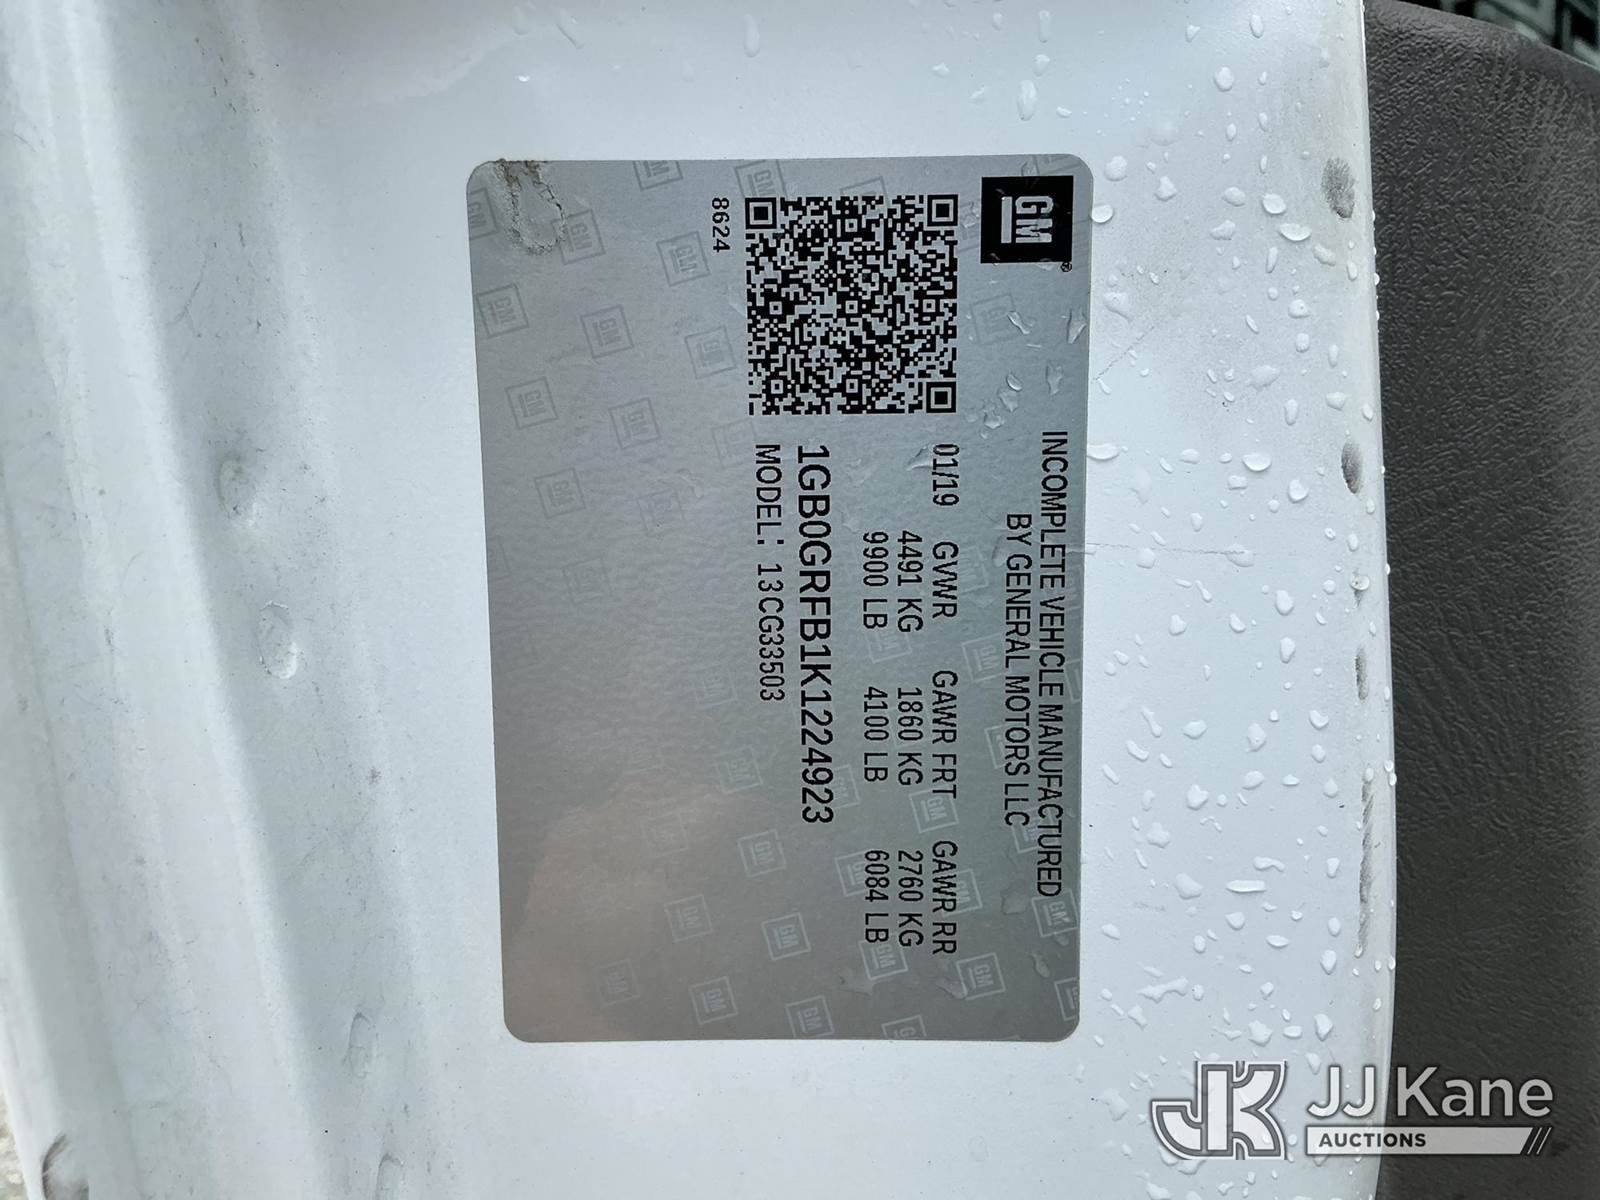 GM®
INCOMPLETE VEHICLE MANUFACTURED
BY GENERAL MOTORS LLC
01/19 GVWR GAWR FRT GAWR RR
4491 KG 1860 KG 2760 KG
9900 LB 4100 LB 6084 LB
1GB0GRFB1K1224923
MODEL: 13CG33503
8624
JK JJ Kane
AUCTIONS